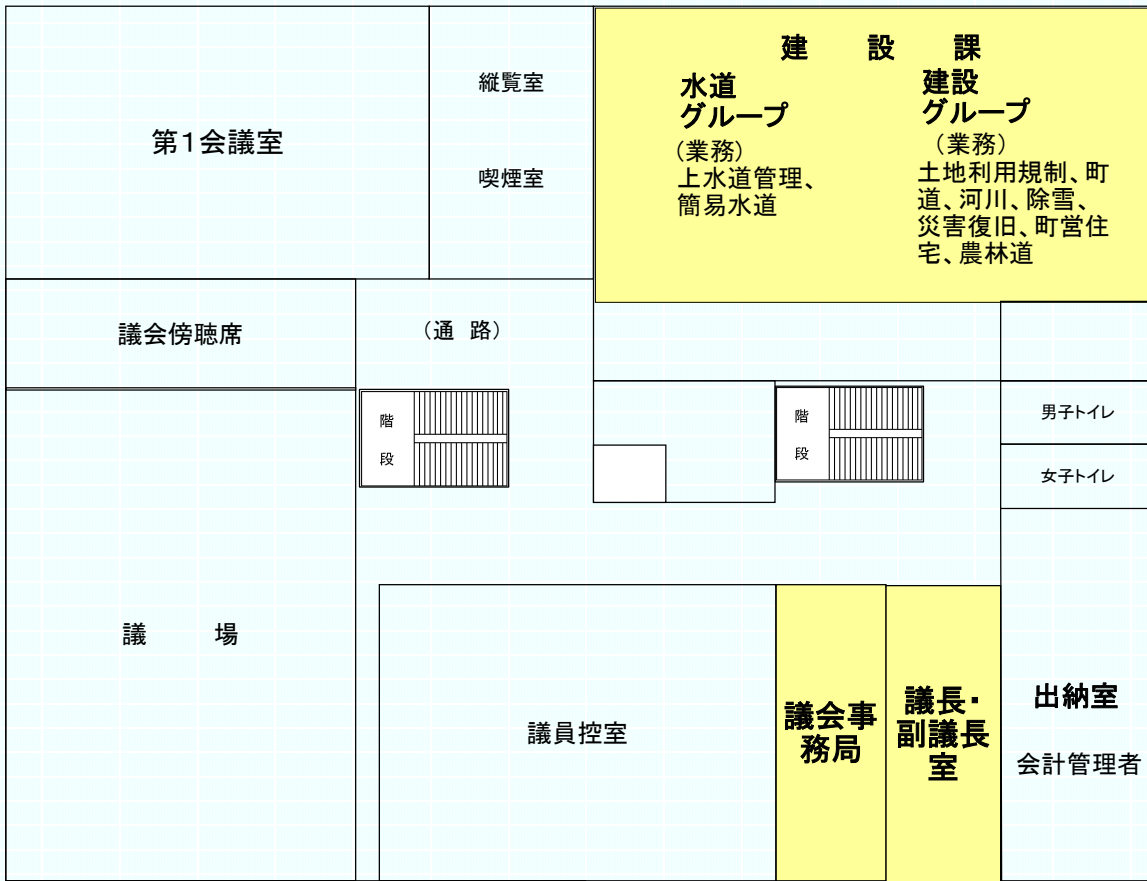 第1会議室
縦覧室
喫煙室
建 設 課
水道
グループ
(業務)
上水道管理、
簡易水道
建設
グループ
(業務)
土地利用規制、町
道、河川、除雪、
災害復旧、町営住
宅、農林道
議会傍聴席
(通 路)
階
段
階
段
男子トイレ
女子トイレ
議 場
議員控室
議会事
務局
議長・
副議長
室
出納室
会計管理者